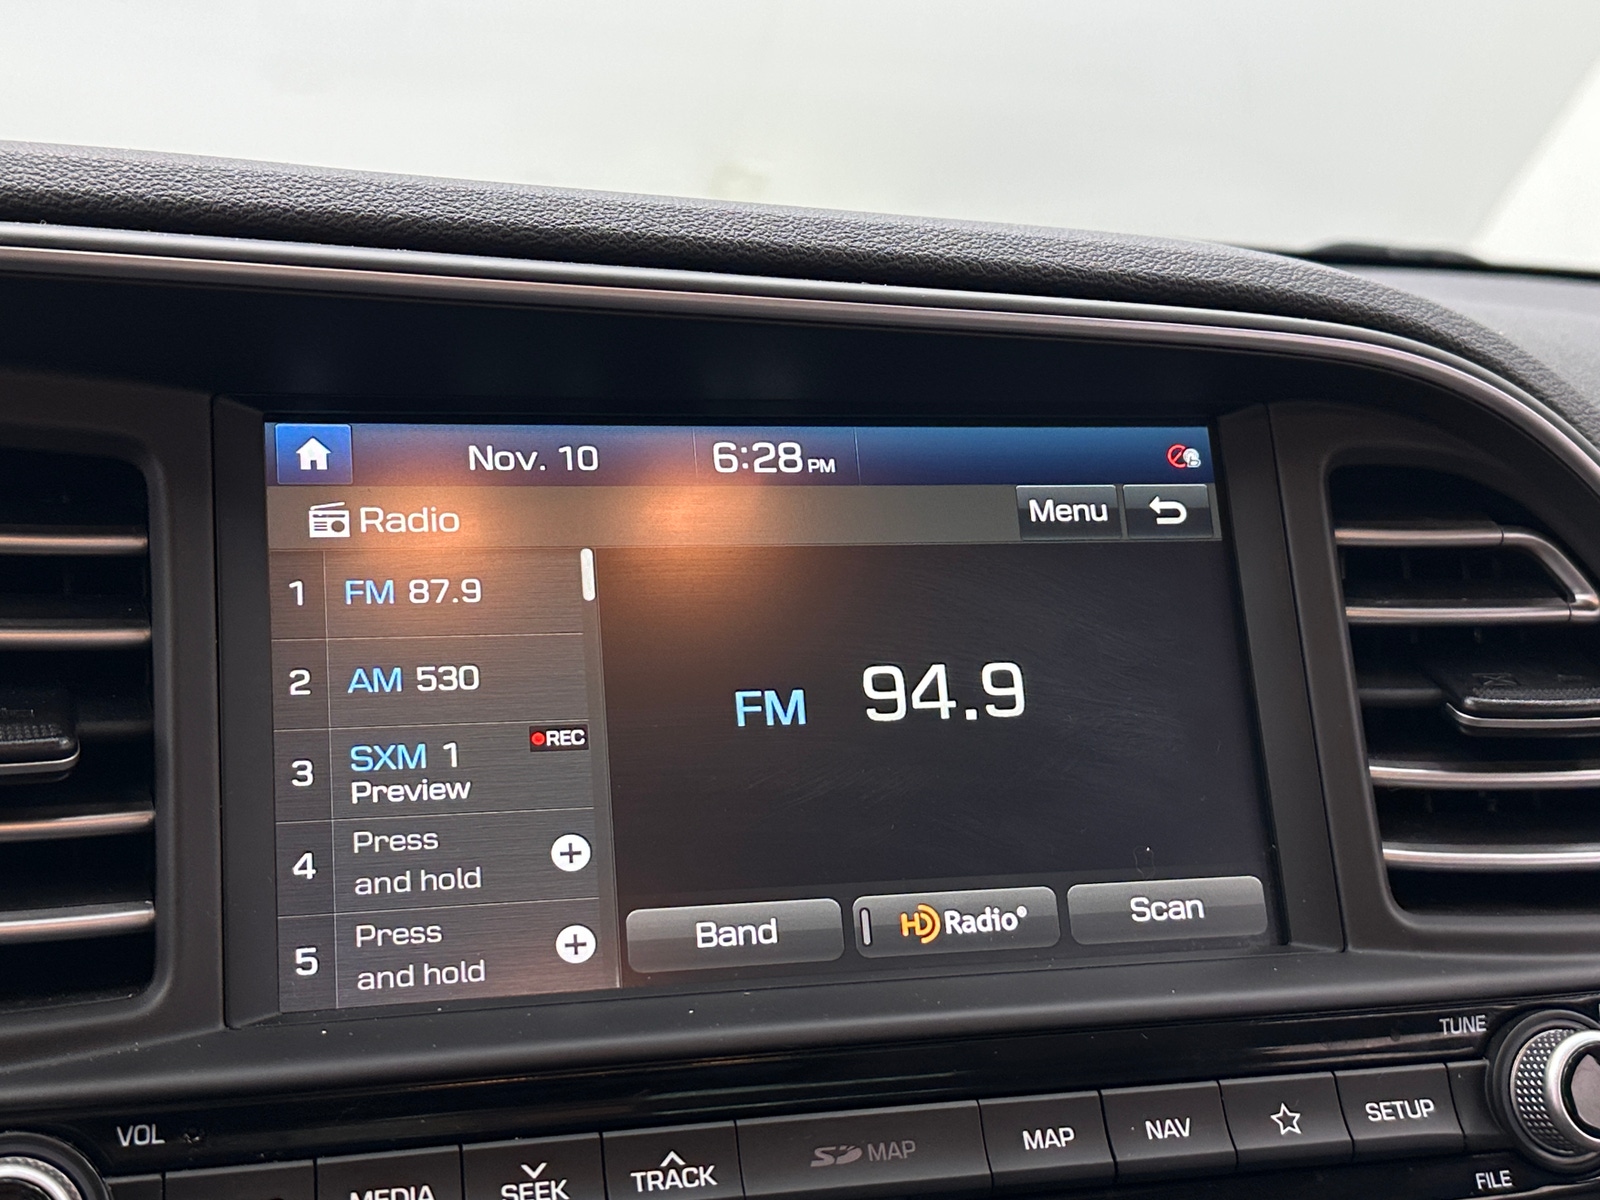 Nov. 10 6:28 PM
Radio Menu
1 FM 87.9
2 AM 530
3 SXM 1 REC
Preview
FM 94.9
4 Press
and hold
5 Press
and hold
Band HD Radio® Scan
TUNE
VOL
MEDIA SEEK TRACK SD MAP MAP NAV SETUP
FILE